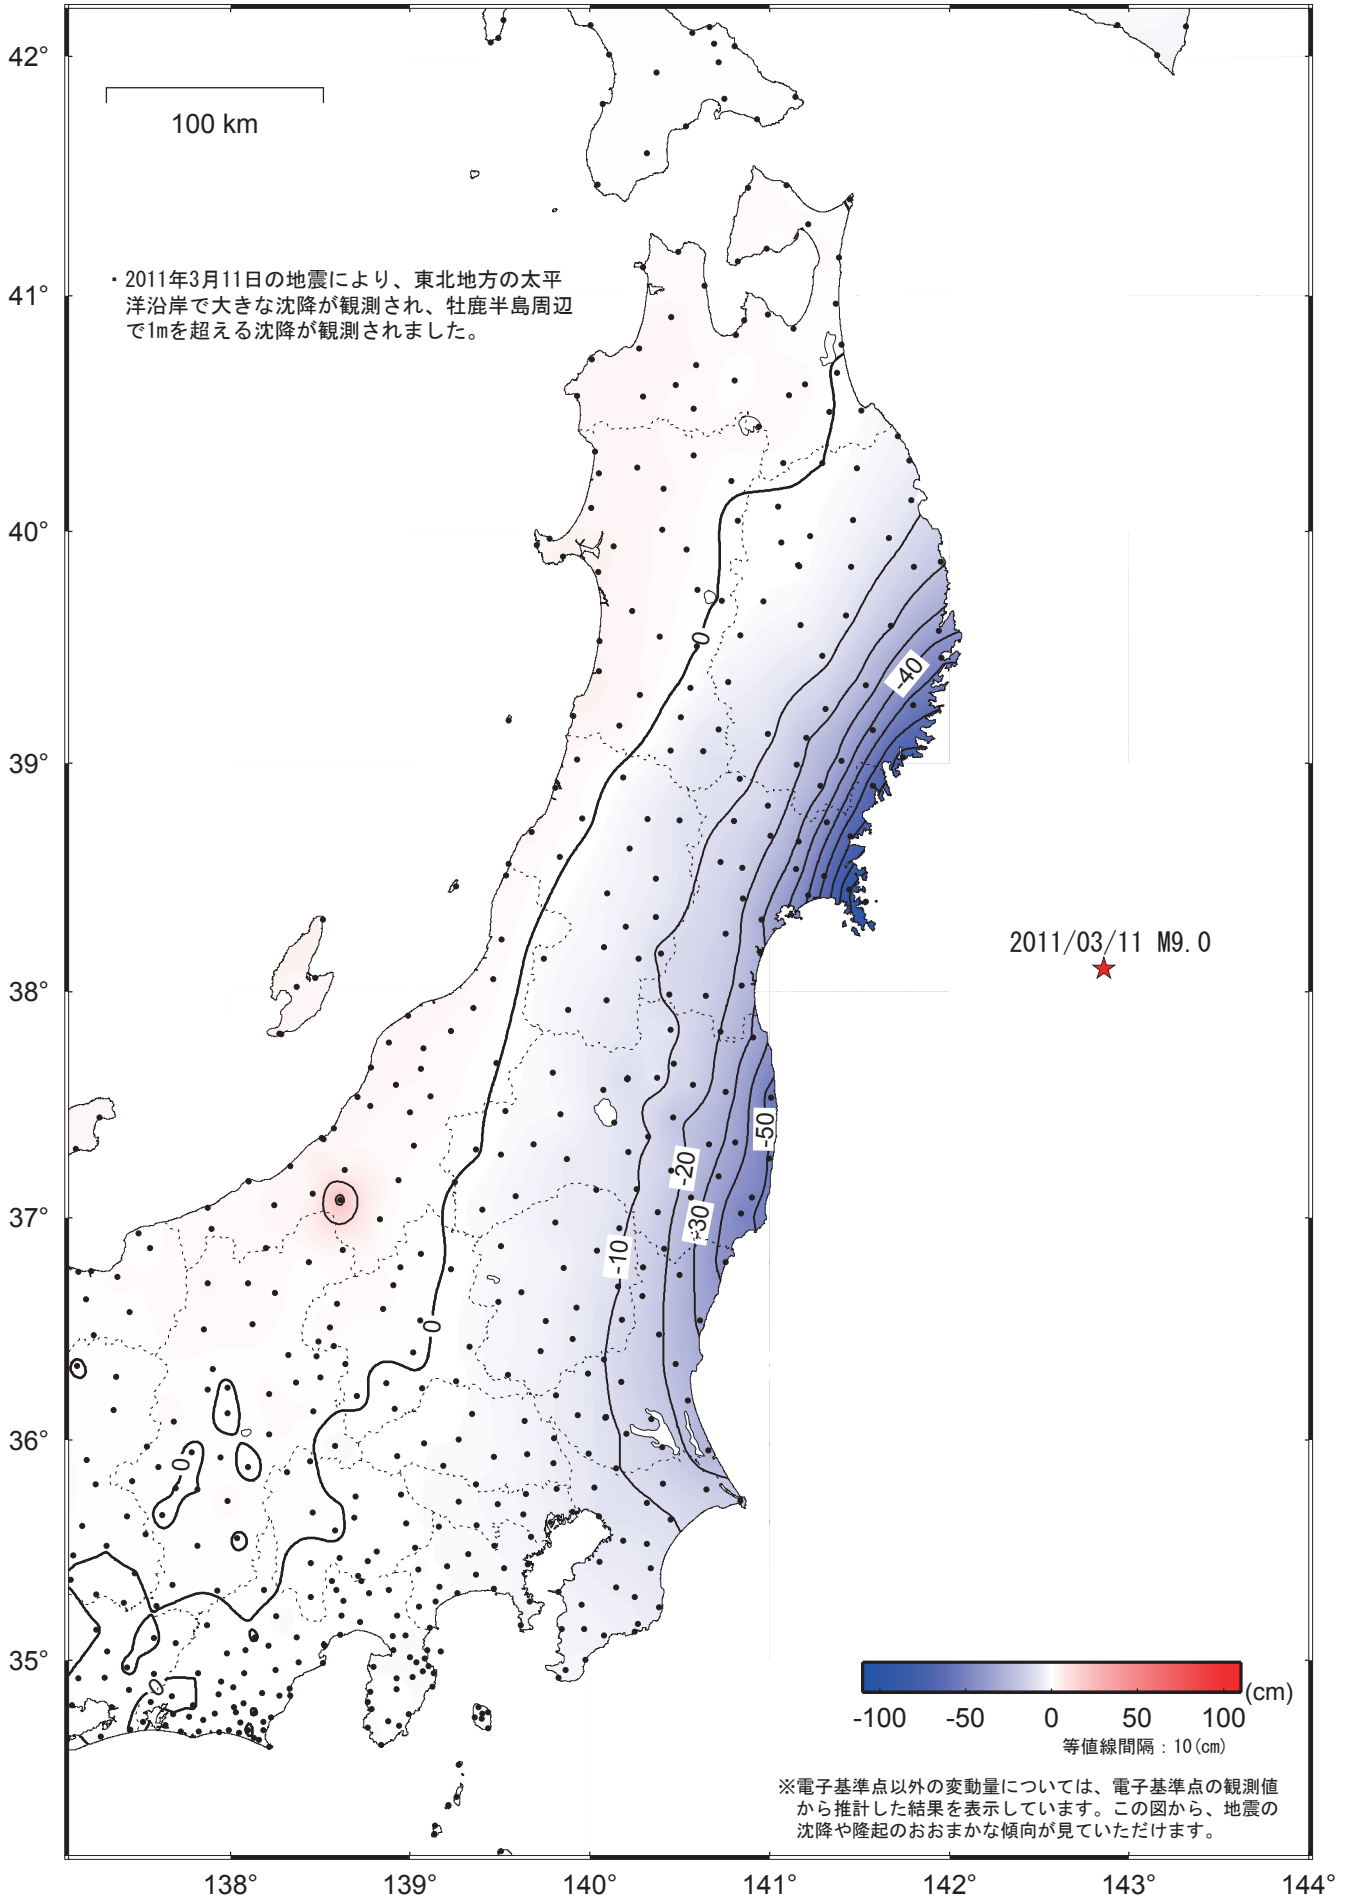 42°
100 km
・2011年3月11日の地震により、東北地方の太平
洋沿岸で大きな沈降が観測され、牡鹿半島周辺
で1mを超える沈降が観測されました。
41°
40°
0
-40
39°
2011/03/11 M9.0
38°
-50
-20
-30
37°
-10
0
36°
0
35°
0
(cm)
-100 -50 0 50 100
等値線間隔：10(cm)
※電子基準点以外の変動量については、電子基準点の観測値
から推計した結果を表示しています。この図から、地震の
沈降や隆起のおおまかな傾向が見ていただけます。
138° 139° 140° 141° 142° 143° 144°